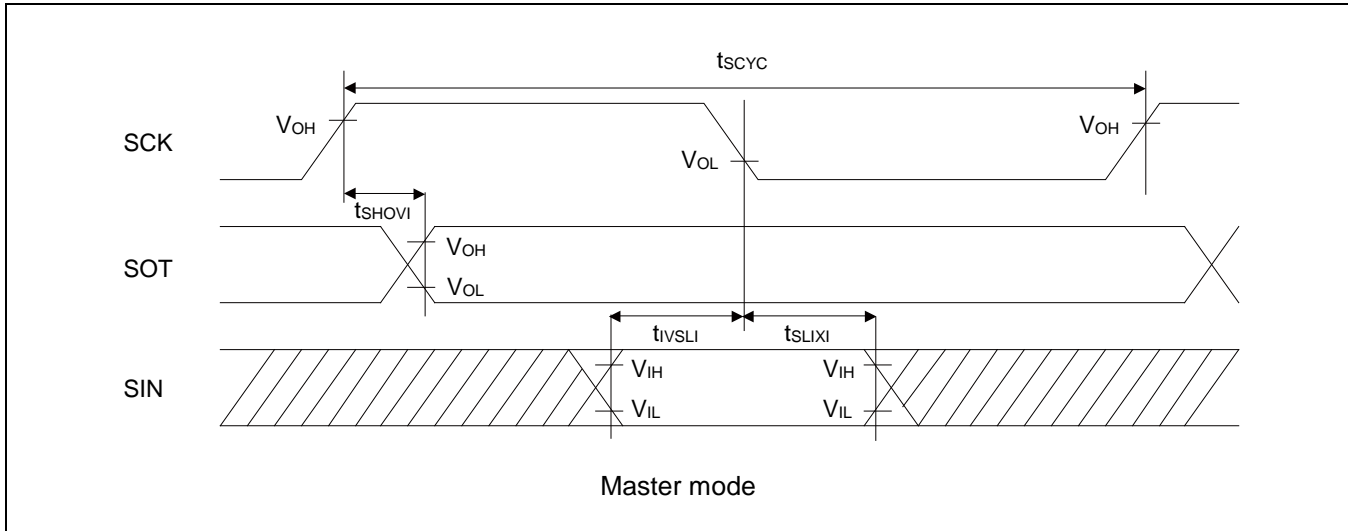 tSCYC
SCK
VOH
VOL
VOH
tSHOVI
SOT
VOH
VOL
tIVSLI
tSLIXI
SIN
VIH
VIL
VIH
VIL
Master mode